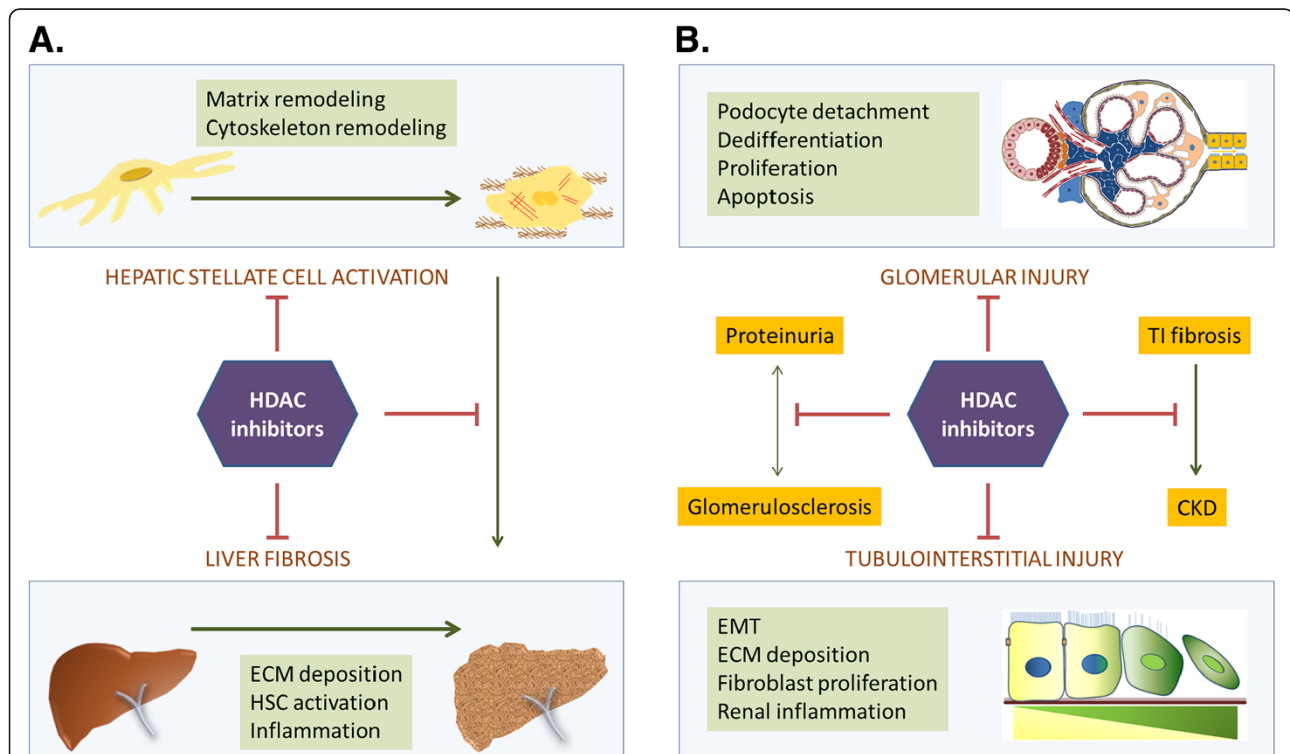 A.
Matrix remodeling
Cytoskeleton remodeling
HEPATIC STELLATE CELL ACTIVATION
HDAC
inhibitors
LIVER FIBROSIS
ECM deposition
HSC activation
Inflammation
B.
Podocyte detachment
Dedifferentiation
Proliferation
Apoptosis
GLOMERULAR INJURY
Proteinuria
TI fibrosis
HDAC
inhibitors
Glomerulosclerosis
CKD
TUBULOINTERSTITIAL INJURY
EMT
ECM deposition
Fibroblast proliferation
Renal inflammation